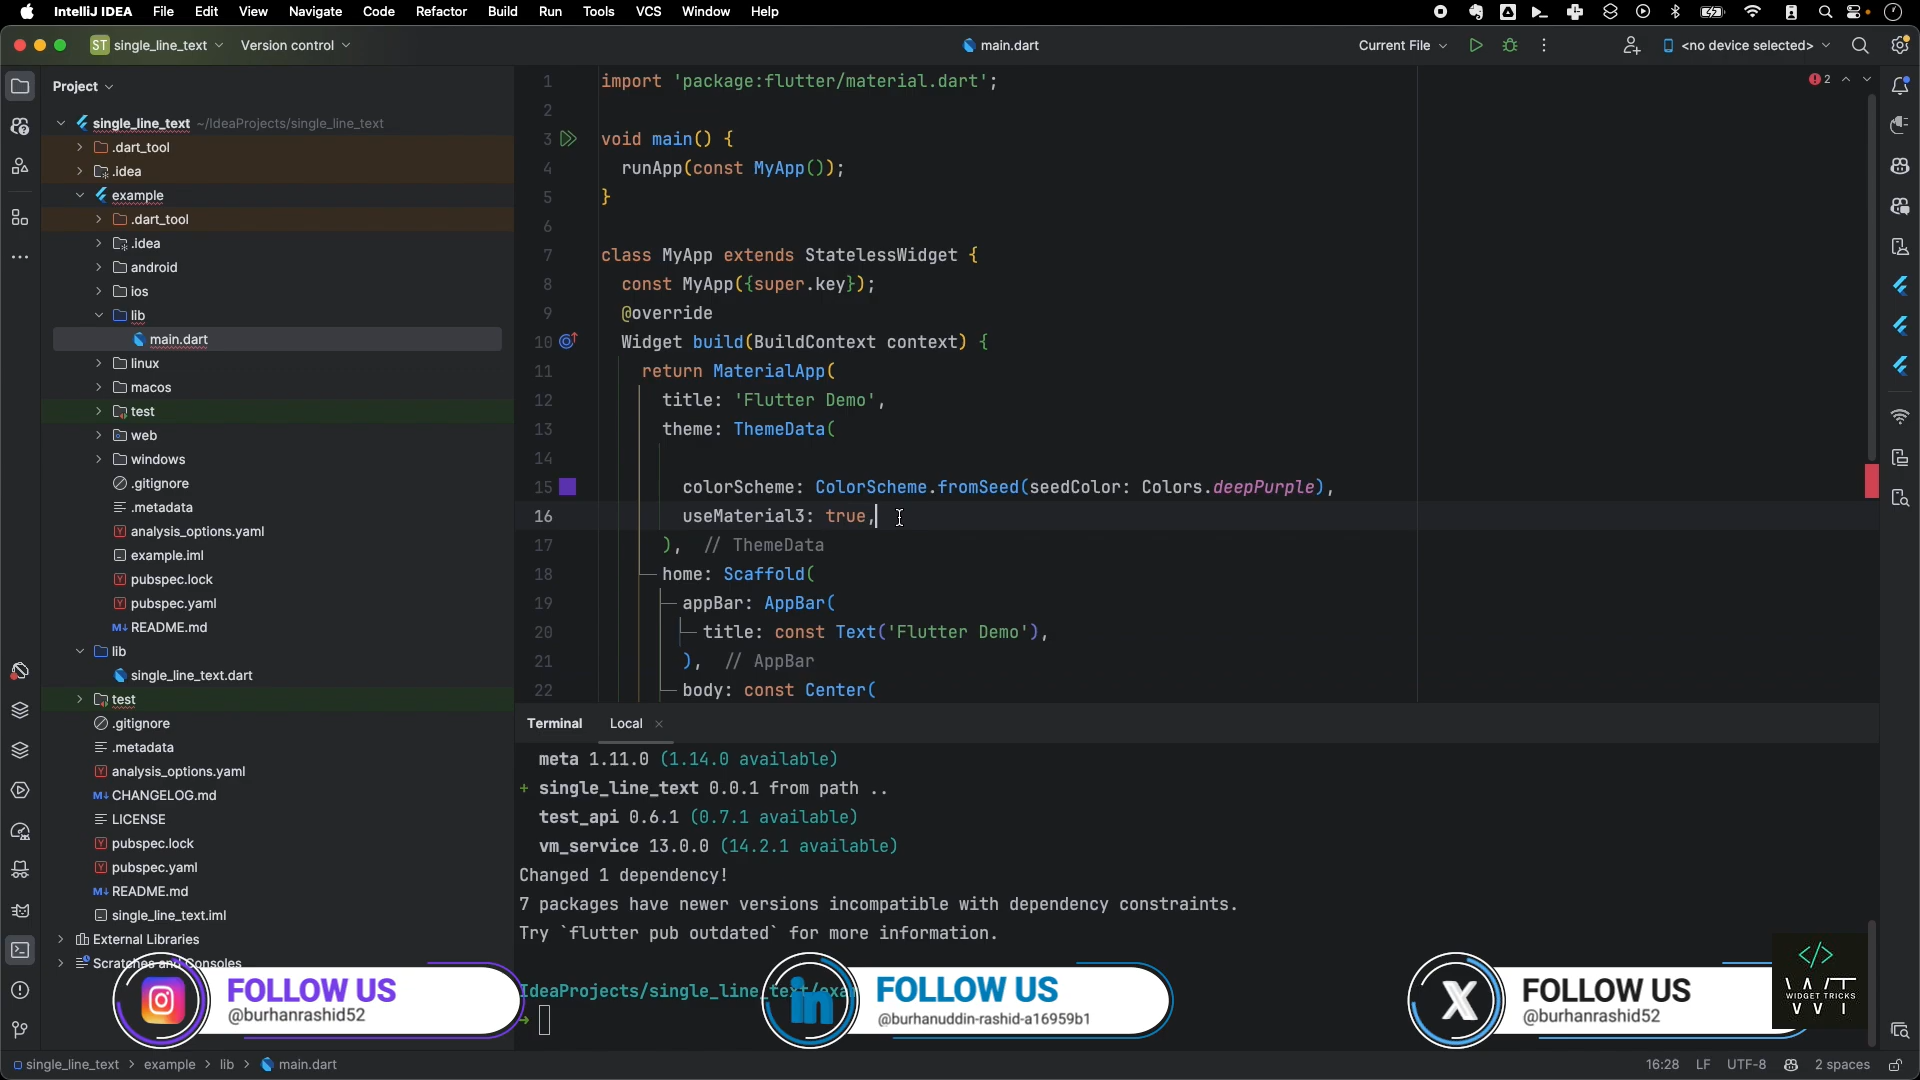 IntelliJ IDEA File Edit View Navigate Code Refactor Build Run Tools VCS Window Help
ST single_line_text Version control main.dart Current File <no device selected>
Project
single_line_text ~/IdeaProjects/single_line_text
.dart_tool
.idea
example
.dart_tool
.idea
android
ios
lib
main.dart
linux
macos
test
web
windows
.gitignore
.metadata
analysis_options.yaml
example.iml
pubspec.lock
pubspec.yaml
README.md
lib
single_line_text.dart
test
.gitignore
.metadata
analysis_options.yaml
CHANGELOG.md
LICENSE
pubspec.lock
pubspec.yaml
README.md
single_line_text.iml
External Libraries
Scratches and Consoles
2
1 import 'package:flutter/material.dart';
2
3 void main() {
4 runApp(const MyApp());
5 }
6
7 class MyApp extends StatelessWidget {
8 const MyApp({super.key});
9 @override
10 Widget build(BuildContext context) {
11 return MaterialApp(
12 title: 'Flutter Demo',
13 theme: ThemeData(
14
15 colorScheme: ColorScheme.fromSeed(seedColor: Colors.deepPurple),
16 useMaterial3: true,
17 ), // ThemeData
18 home: Scaffold(
19 appBar: AppBar(
20 title: const Text('Flutter Demo'),
21 ), // AppBar
22 body: const Center(
Terminal Local
meta 1.11.0 (1.14.0 available)
+ single_line_text 0.0.1 from path ..
test_api 0.6.1 (0.7.1 available)
vm_service 13.0.0 (14.2.1 available)
Changed 1 dependency!
7 packages have newer versions incompatible with dependency constraints.
Try `flutter pub outdated` for more information.
IdeaProjects/single_line_text/exa
FOLLOW US
@burhanrashid52
in
FOLLOW US
@burhanuddin-rashid-a16959b1
X
FOLLOW US
@burhanrashid52
</>
WT
WIDGET TRICKS
single_line_text > example > lib > main.dart 16:28 LF UTF-8 2 spaces